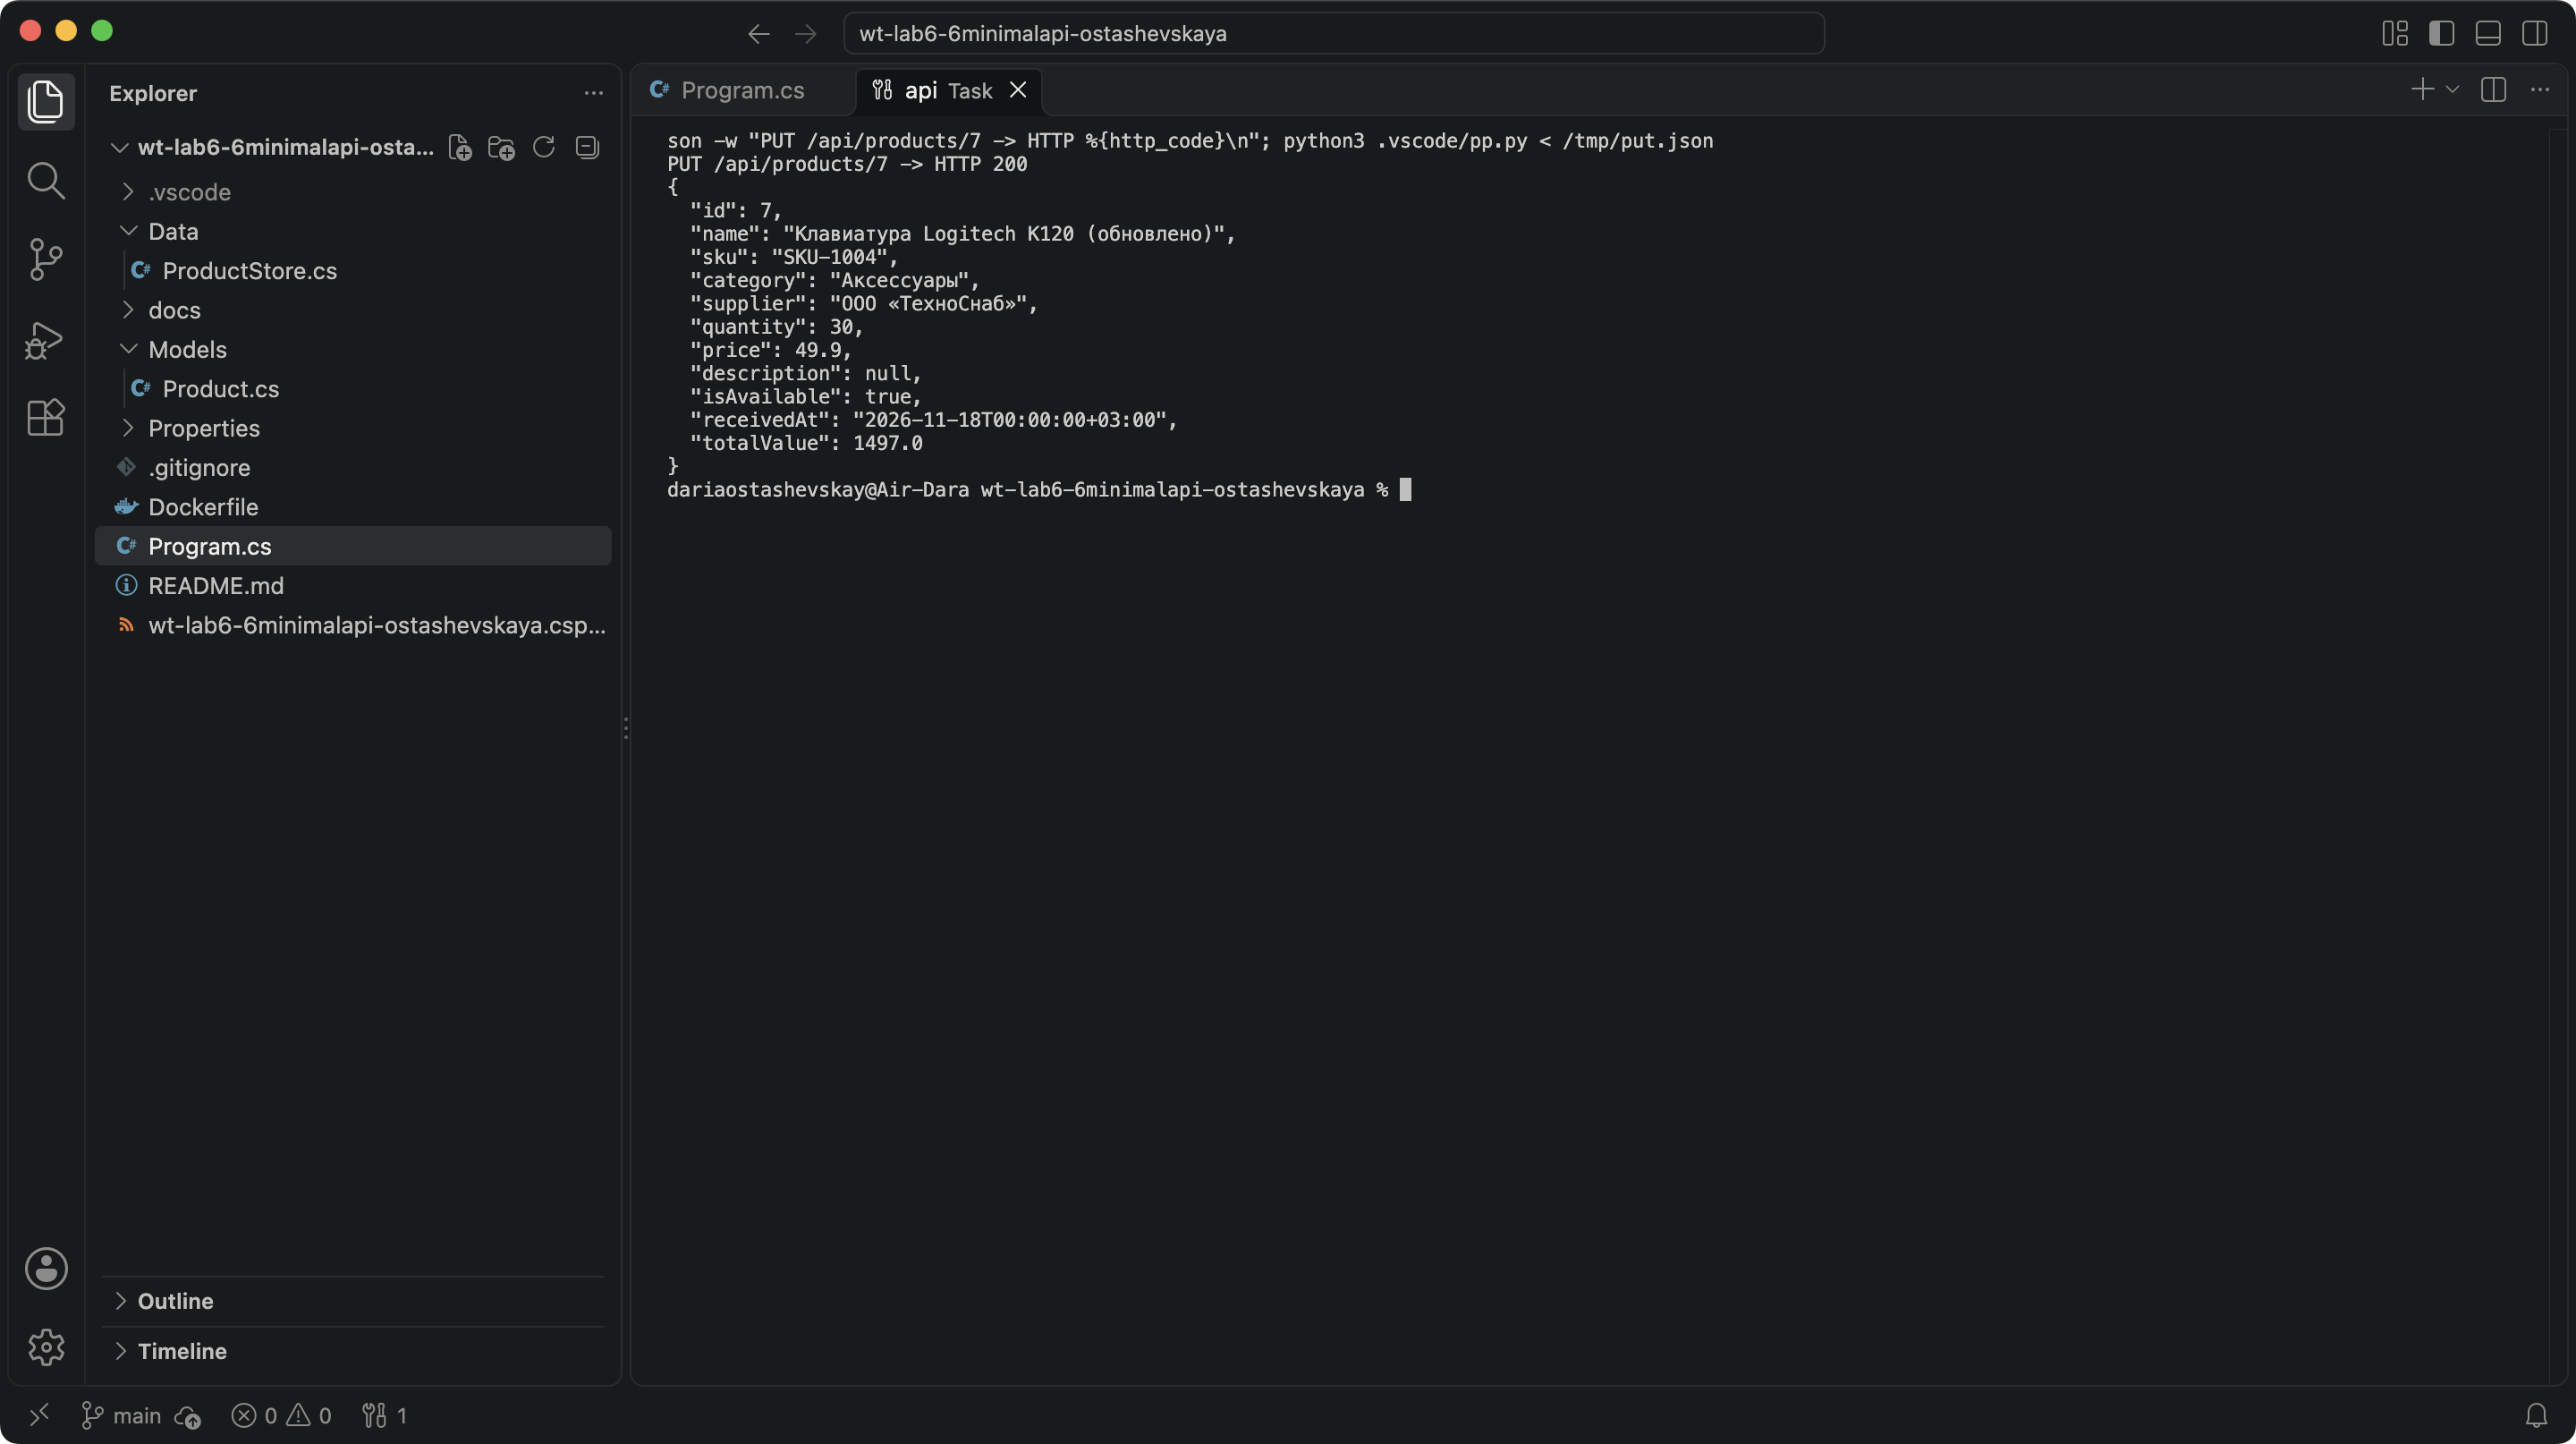 wt-lab6-6minimalapi-ostashevskaya
Explorer
wt-lab6-6minimalapi-osta...
.vscode
Data
C# ProductStore.cs
docs
Models
C# Product.cs
Properties
.gitignore
Dockerfile
C# Program.cs
README.md
wt-lab6-6minimalapi-ostashevskaya.csp...
Outline
Timeline
C# Program.cs
api Task
son -w "PUT /api/products/7 -> HTTP %{http_code}\n"; python3 .vscode/pp.py < /tmp/put.json
PUT /api/products/7 -> HTTP 200
{
"id": 7,
"name": "Клавиатура Logitech K120 (обновлено)",
"sku": "SKU-1004",
"category": "Аксессуары",
"supplier": "ООО «ТехноСнаб»",
"quantity": 30,
"price": 49.9,
"description": null,
"isAvailable": true,
"receivedAt": "2026-11-18T00:00:00+03:00",
"totalValue": 1497.0
}
dariaostashevskay@Air-Dara wt-lab6-6minimalapi-ostashevskaya %
main 0 0 1